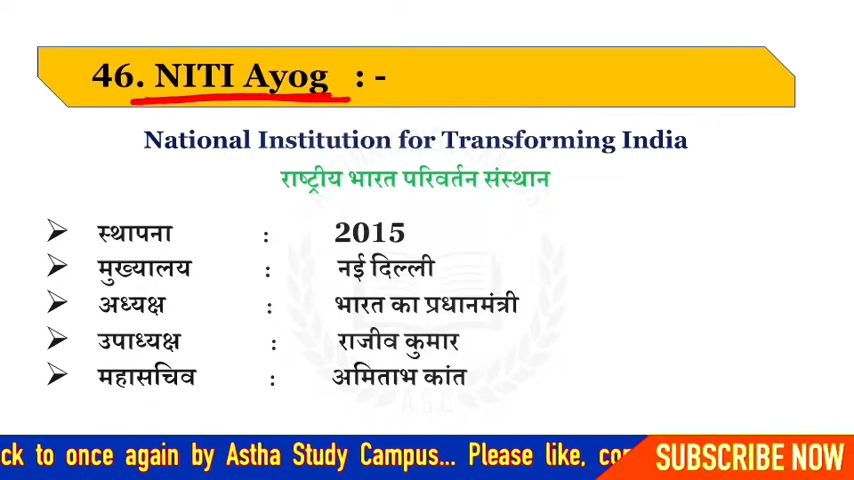 46. NITI Ayog : -
National Institution for Transforming India
राष्ट्रीय भारत परिवर्तन संस्थान
➢ स्थापना : 2015
➢ मुख्यालय : नई दिल्ली
➢ अध्यक्ष : भारत का प्रधानमंत्री
➢ उपाध्यक्ष : राजीव कुमार
➢ महासचिव : अमिताभ कांत
A.S.C
ck to once again by Astha Study Campus... Please like, co
SUBSCRIBE NOW